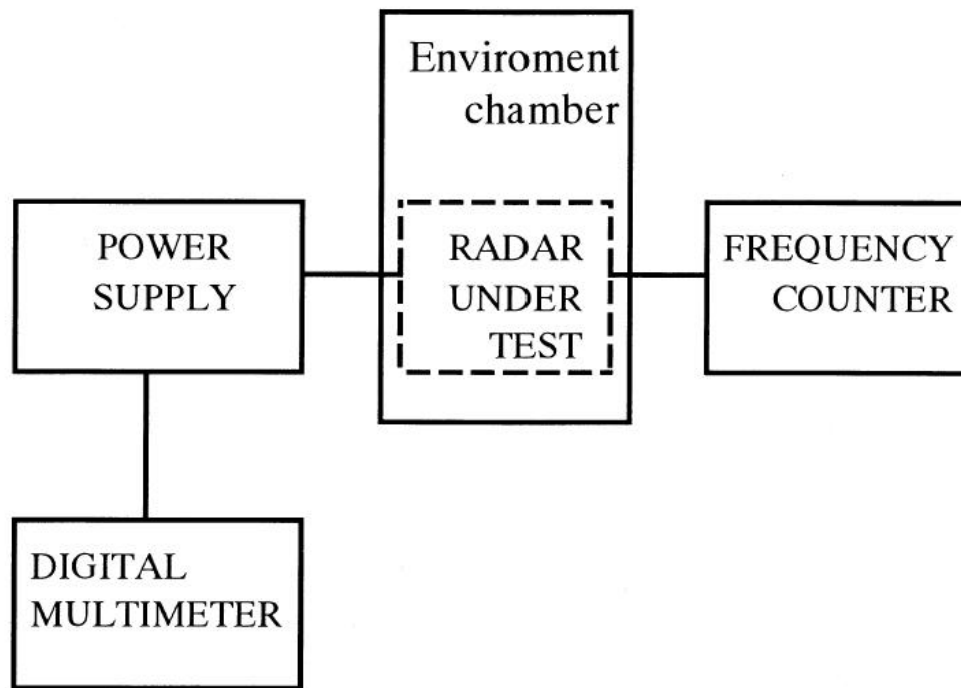 Enviroment
chamber
POWER
SUPPLY
RADAR
UNDER
TEST
FREQUENCY
COUNTER
DIGITAL
MULTIMETER